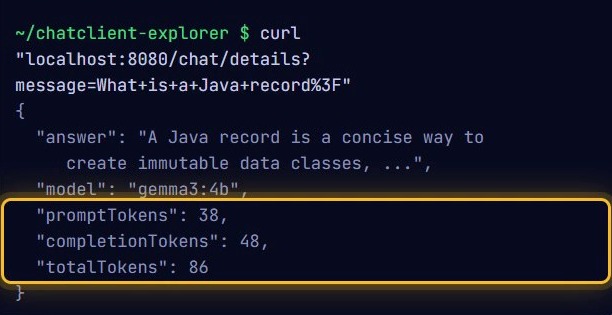 ~/chatclient-explorer $ curl
"localhost:8080/chat/details?
message=What+is+a+Java+record%3F"
{
"answer": "A Java record is a concise way to
create immutable data classes, ...",
"model": "gemma3:4b",
"promptTokens": 38,
"completionTokens": 48,
"totalTokens": 86
}